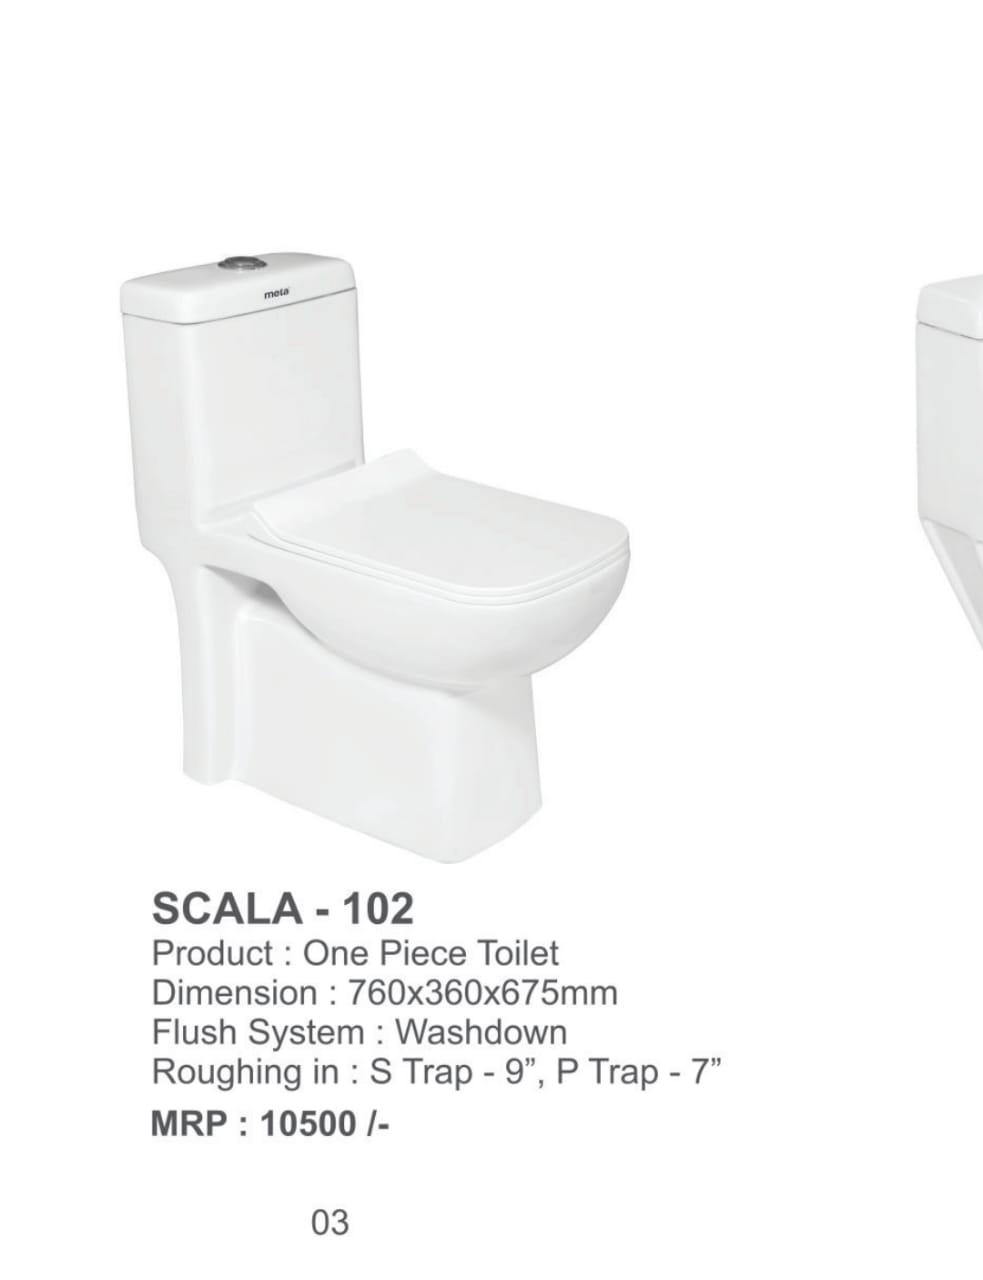 meta
SCALA - 102
Product : One Piece Toilet
Dimension : 760x360x675mm
Flush System : Washdown
Roughing in : S Trap - 9”, P Trap - 7”
MRP : 10500 /-
03